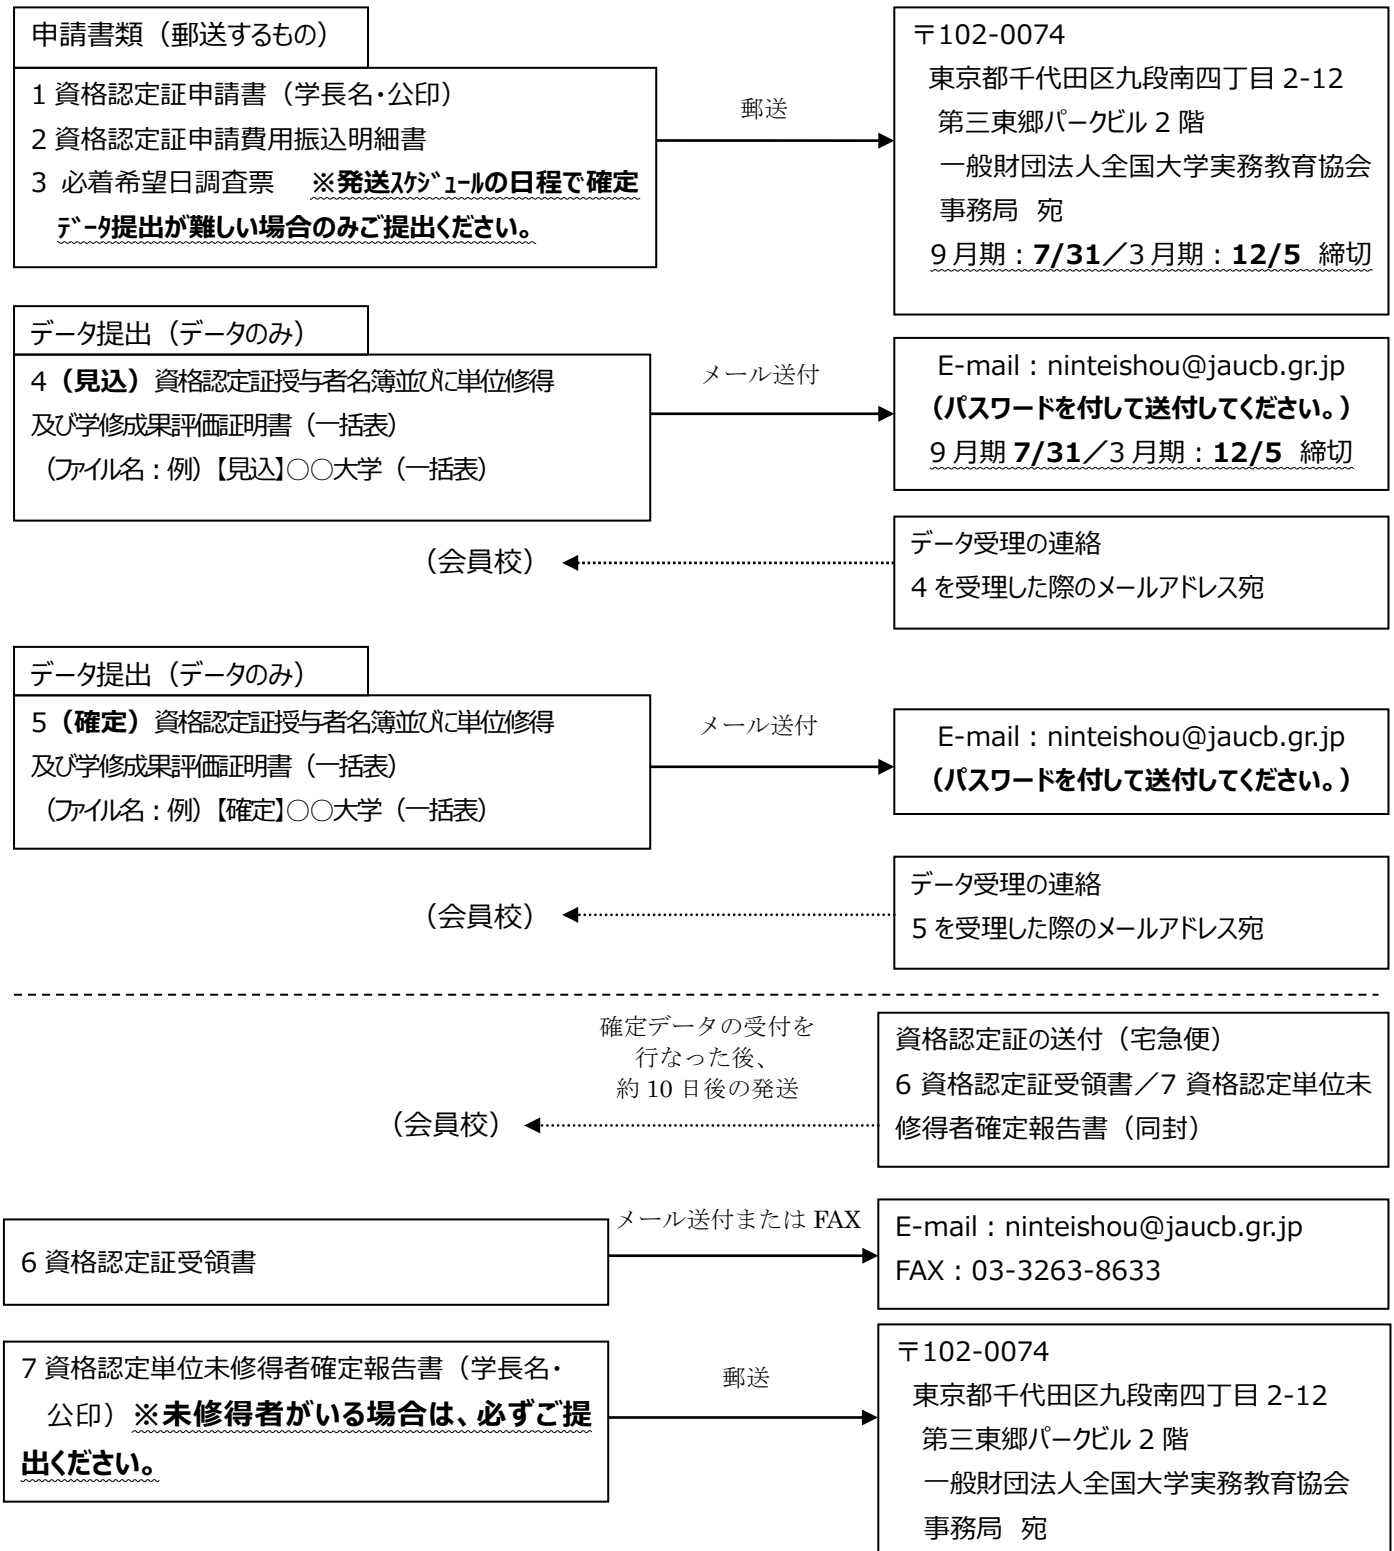 申請書類（郵送するもの）
1 資格認定証申請書（学長名・公印）
2 資格認定証申請費用振込明細書
3 必着希望日調査票　※発送ｽｹｼﾞｭｰﾙの日程で確定
ﾃﾞｰﾀ提出が難しい場合のみご提出ください。
郵送
〒102-0074
東京都千代田区九段南四丁目 2-12
第三東郷パークビル 2 階
一般財団法人全国大学実務教育協会
事務局　宛
9 月期：7/31／3 月期：12/5 締切
データ提出（データのみ）
4（見込）資格認定証授与者名簿並びに単位修得
及び学修成果評価証明書（一括表）
（ファイル名：例）【見込】○○大学（一括表）
メール送付
E-mail：ninteishou@jaucb.gr.jp
（パスワードを付して送付してください。）
9 月期 7/31／3 月期：12/5 締切
データ受理の連絡
4 を受理した際のメールアドレス宛
（会員校）
データ提出（データのみ）
5（確定）資格認定証授与者名簿並びに単位修得
及び学修成果評価証明書（一括表）
（ファイル名：例）【確定】○○大学（一括表）
メール送付
E-mail：ninteishou@jaucb.gr.jp
（パスワードを付して送付してください。）
データ受理の連絡
5 を受理した際のメールアドレス宛
（会員校）
確定データの受付を
行なった後、
約 10 日後の発送
資格認定証の送付（宅急便）
6 資格認定証受領書／7 資格認定単位未
修得者確定報告書（同封）
（会員校）
6 資格認定証受領書
メール送付または FAX
E-mail：ninteishou@jaucb.gr.jp
FAX：03-3263-8633
7 資格認定単位未修得者確定報告書（学長名・
公印）※未修得者がいる場合は、必ずご提
出ください。
郵送
〒102-0074
東京都千代田区九段南四丁目 2-12
第三東郷パークビル 2 階
一般財団法人全国大学実務教育協会
事務局　宛